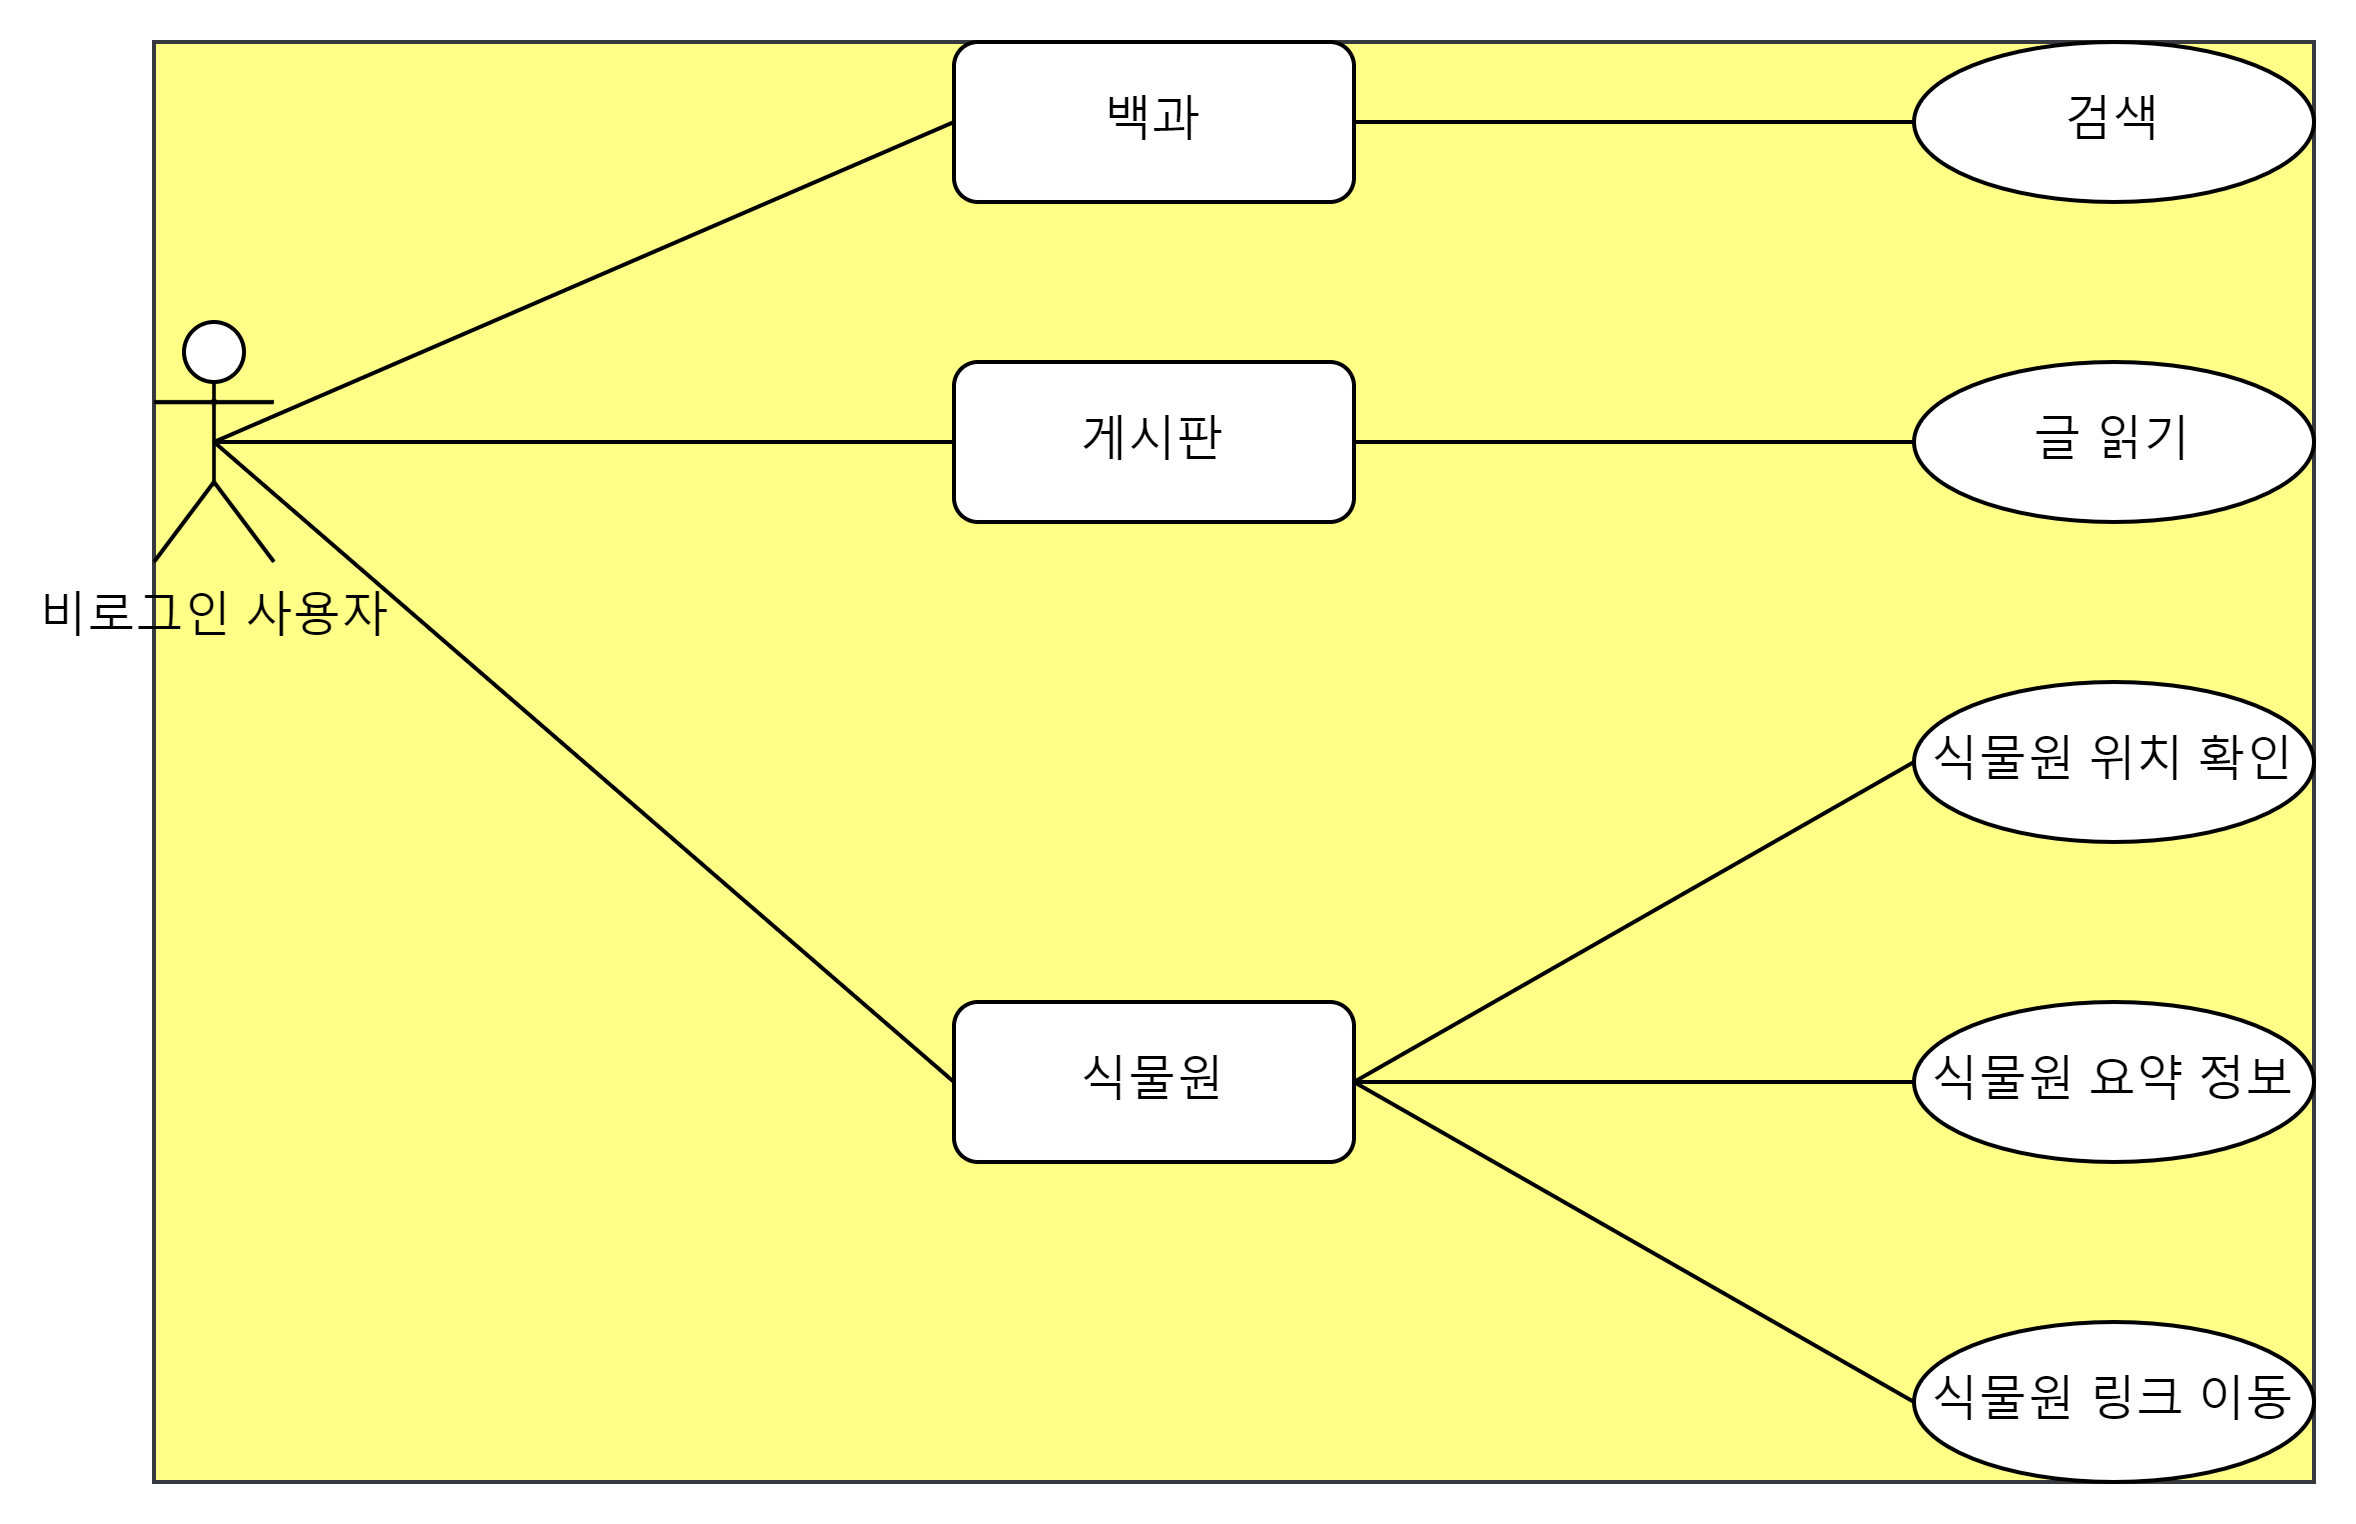 백과
검색
게시판
글 읽기
비로그인 사용자
식물원 위치 확인
식물원
식물원 요약 정보
식물원 링크 이동